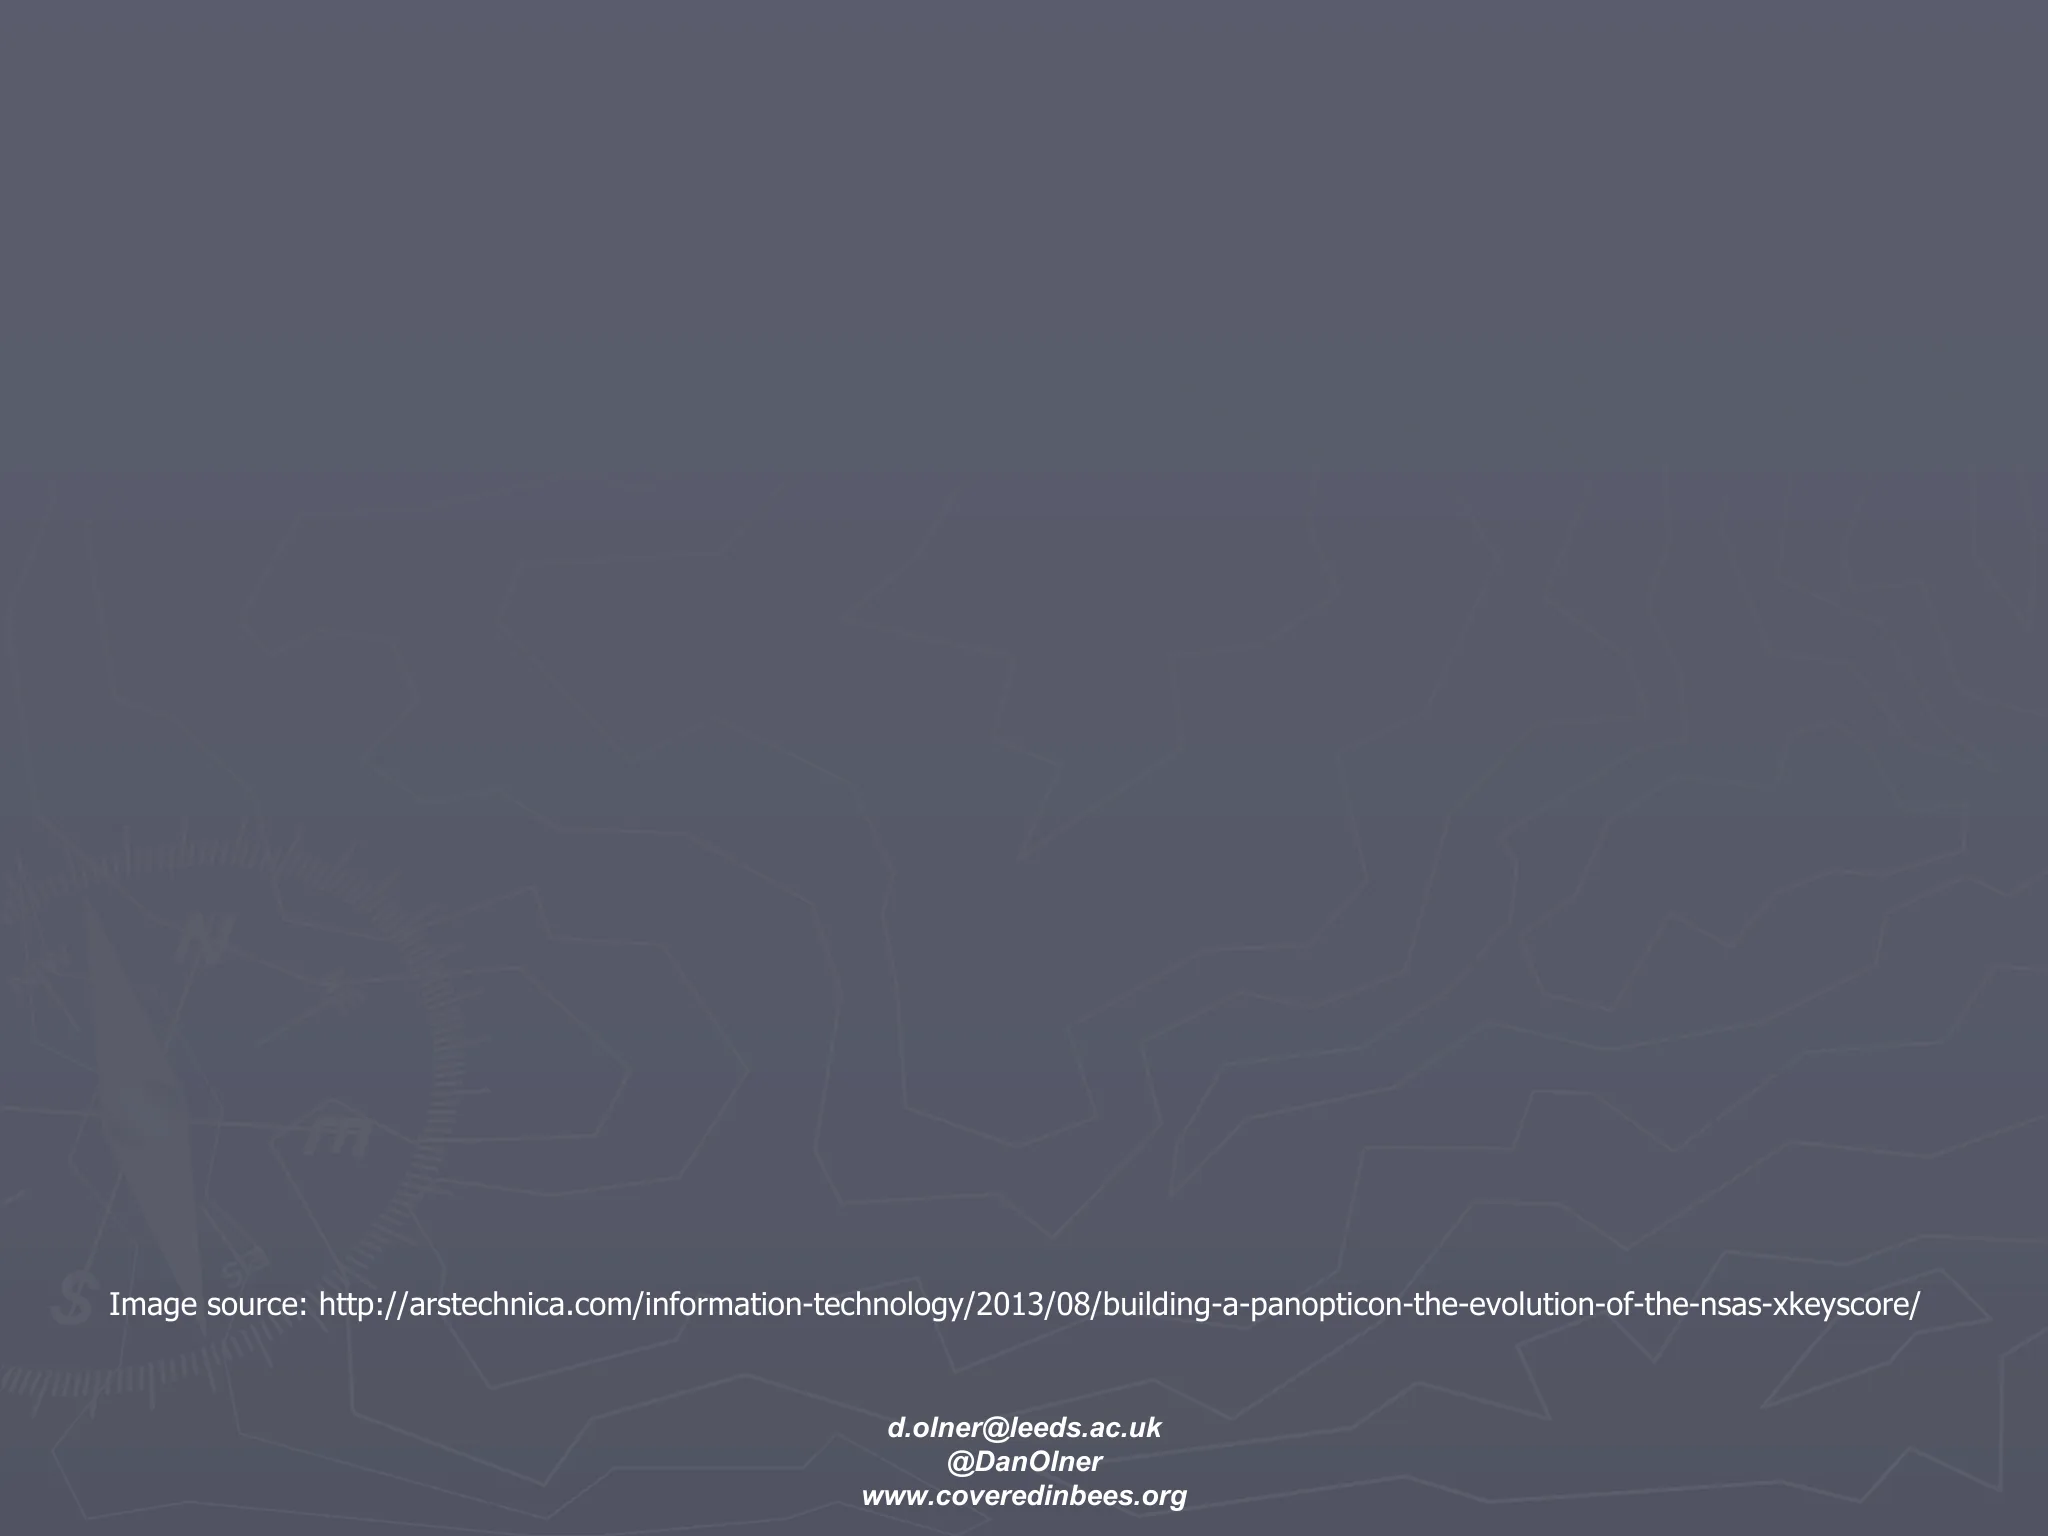 N
E
S
Image source: http://arstechnica.com/information-technology/2013/08/building-a-panopticon-the-evolution-of-the-nsas-xkeyscore/
d.olner@leeds.ac.uk
@DanOlner
www.coveredinbees.org